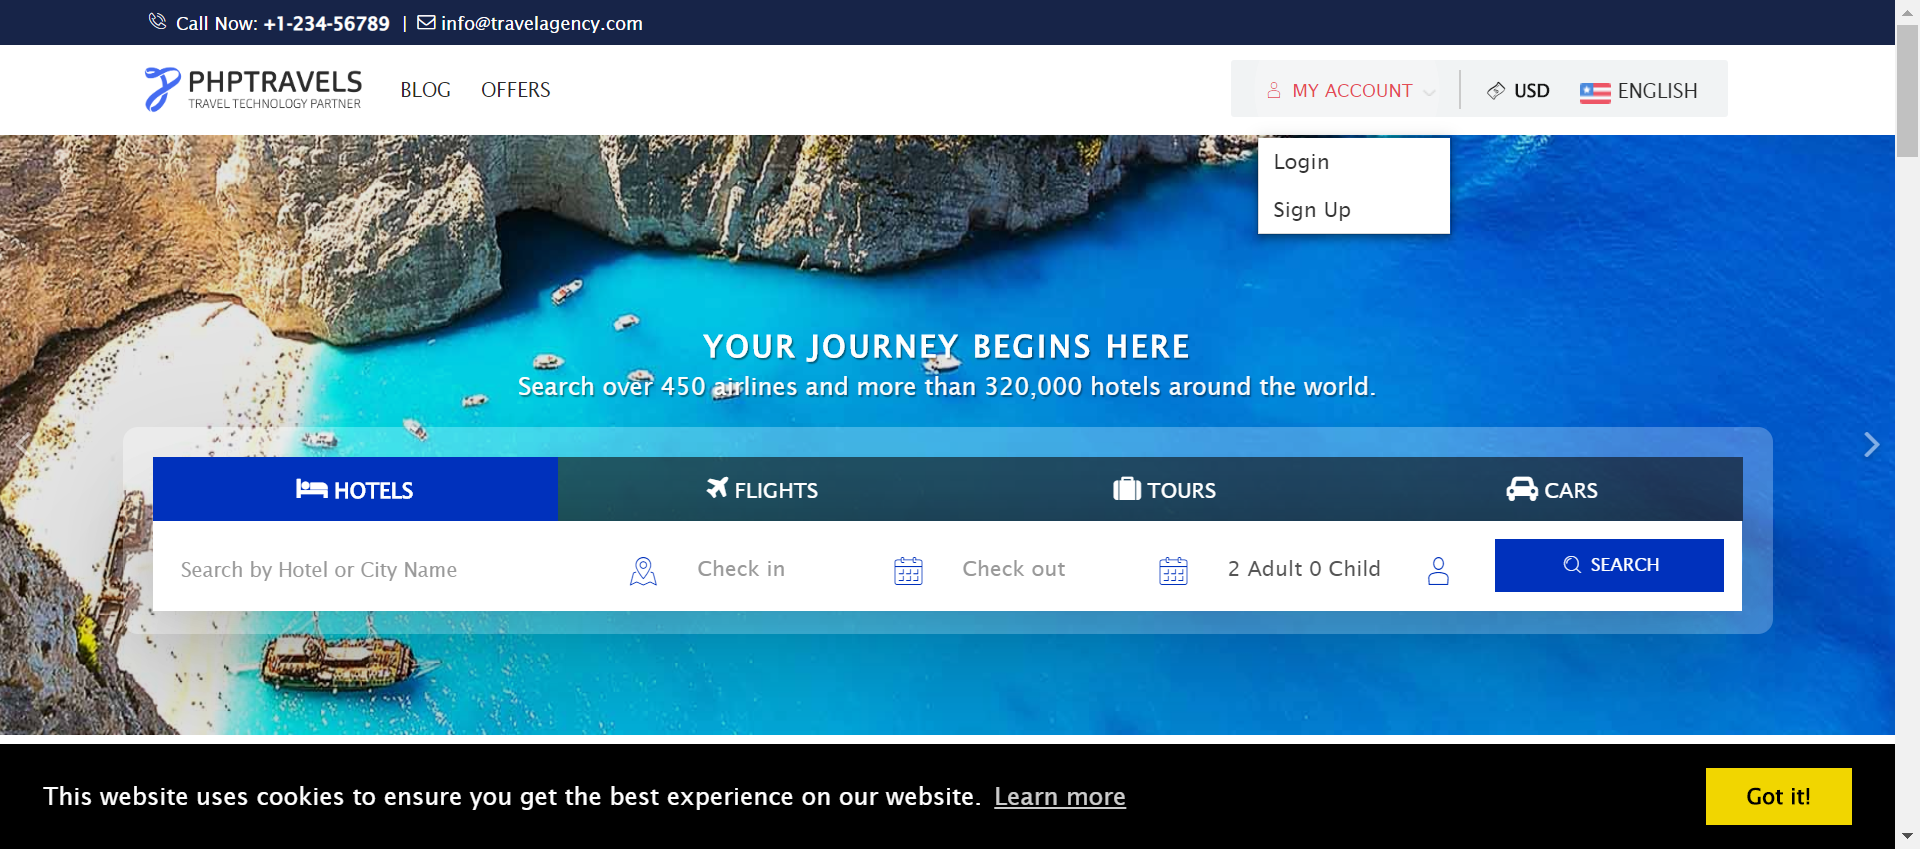 Call Now: +1-234-56789 | info@travelagency.com
PHPTRAVELS
TRAVEL TECHNOLOGY PARTNER
BLOG OFFERS
MY ACCOUNT USD ENGLISH
Login
Sign Up
YOUR JOURNEY BEGINS HERE
Search over 450 airlines and more than 320,000 hotels around the world.
HOTELS FLIGHTS TOURS CARS
Search by Hotel or City Name Check in Check out 2 Adult 0 Child SEARCH
This website uses cookies to ensure you get the best experience on our website. Learn more Got it!